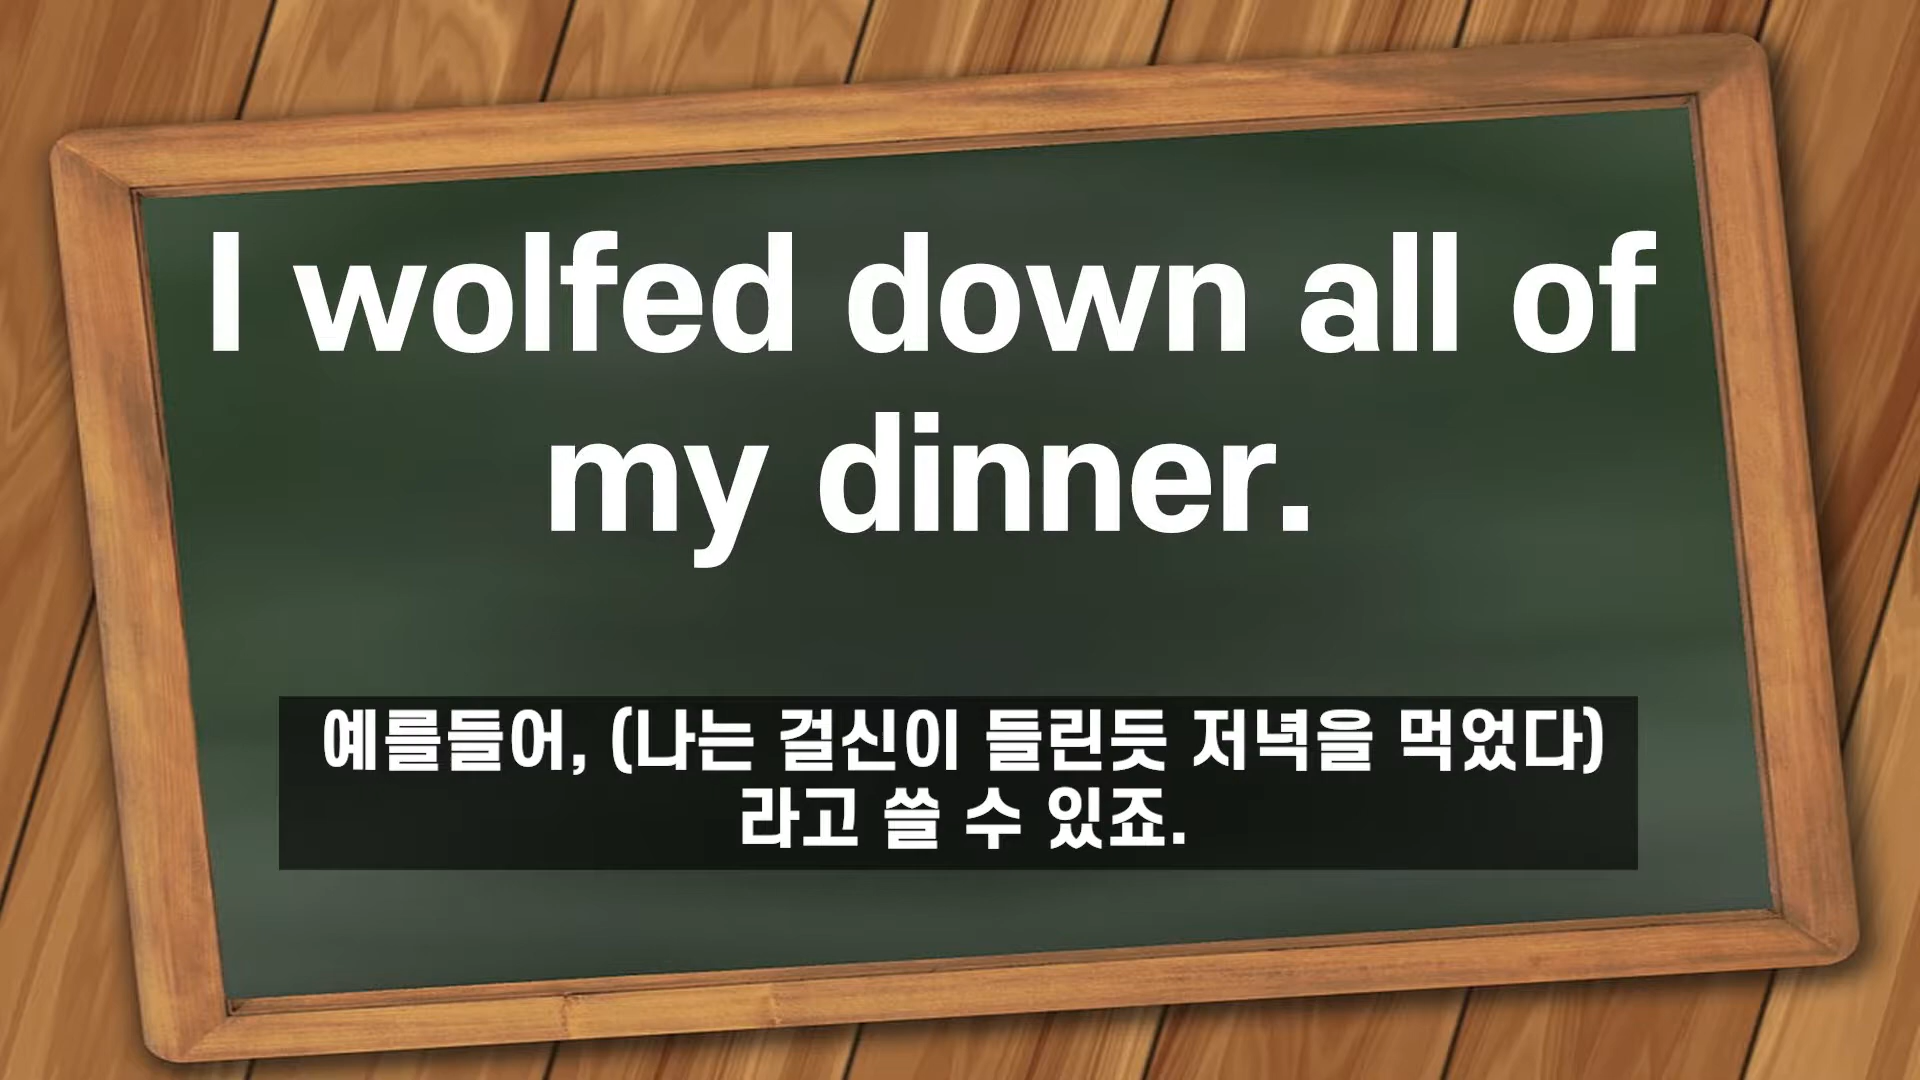 I wolfed down all of
my dinner.
예를들어, (나는 걸신이 들린듯 저녁을 먹었다)
라고 쓸 수 있죠.